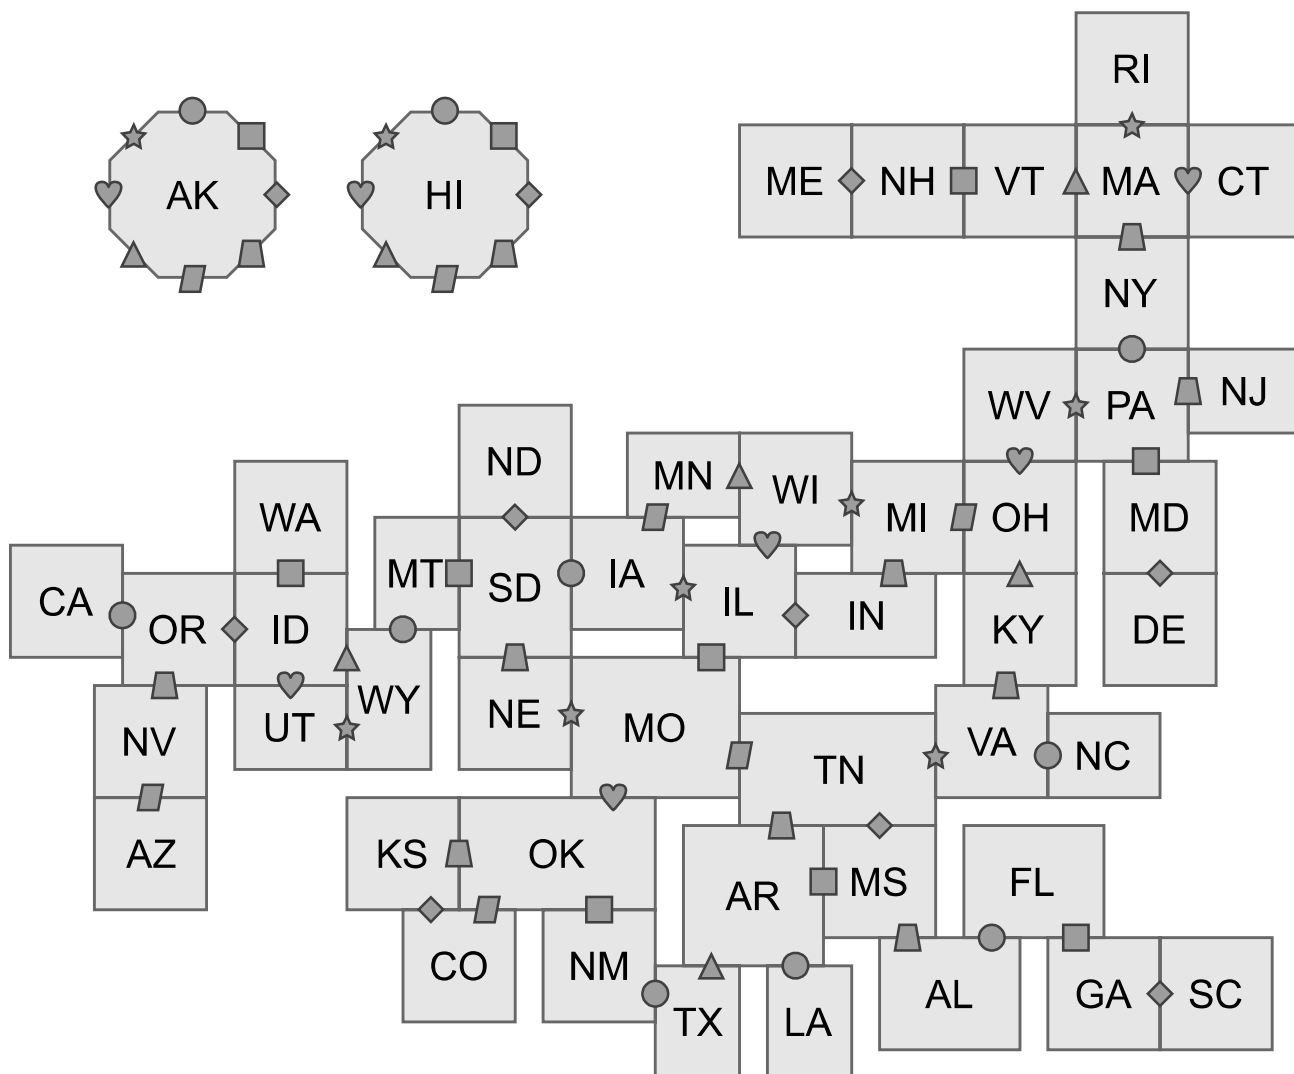 RI
AK HI ME NH VT MA CT
NY
WV PA NJ
ND MN WI
WA MI OH MD
CA MT SD IA IL IN KY DE
OR ID
NV UT WY NE MO VA NC
TN
AZ KS OK AR MS FL
CO NM TX LA AL GA SC